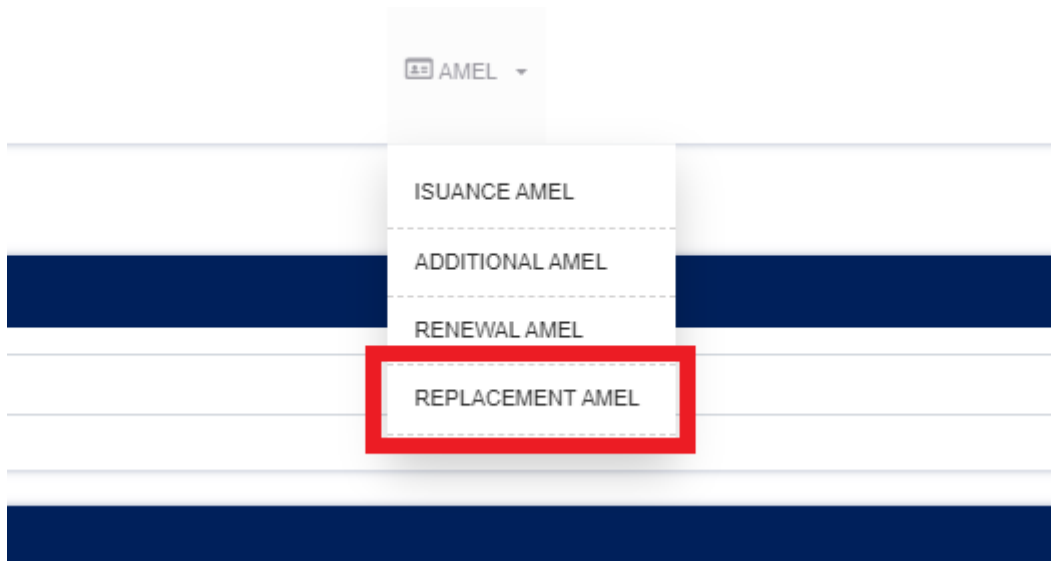 AMEL
ISUANCE AMEL
ADDITIONAL AMEL
RENEWAL AMEL
REPLACEMENT AMEL